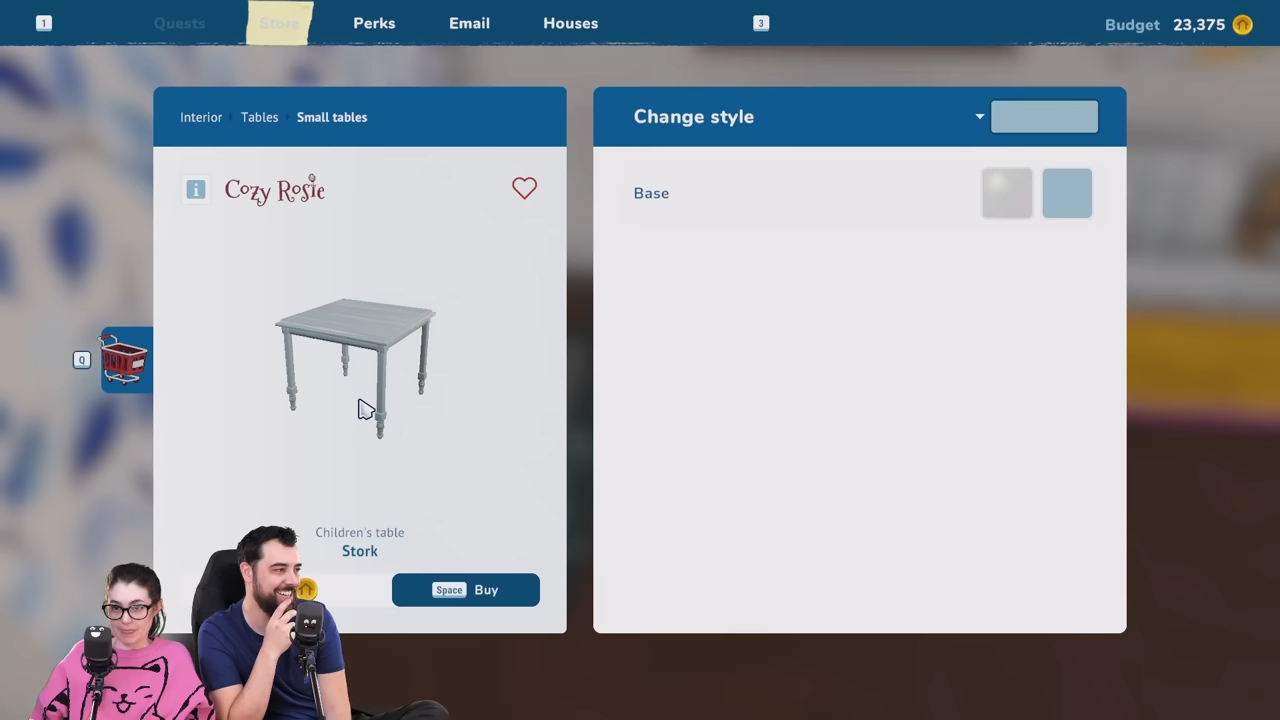 1 Quests Store Perks Email Houses 3 Budget 23,375
Interior Tables Small tables
Change style
i Cozy Rosie
Base
Q
Children's table
Stork
Space Buy